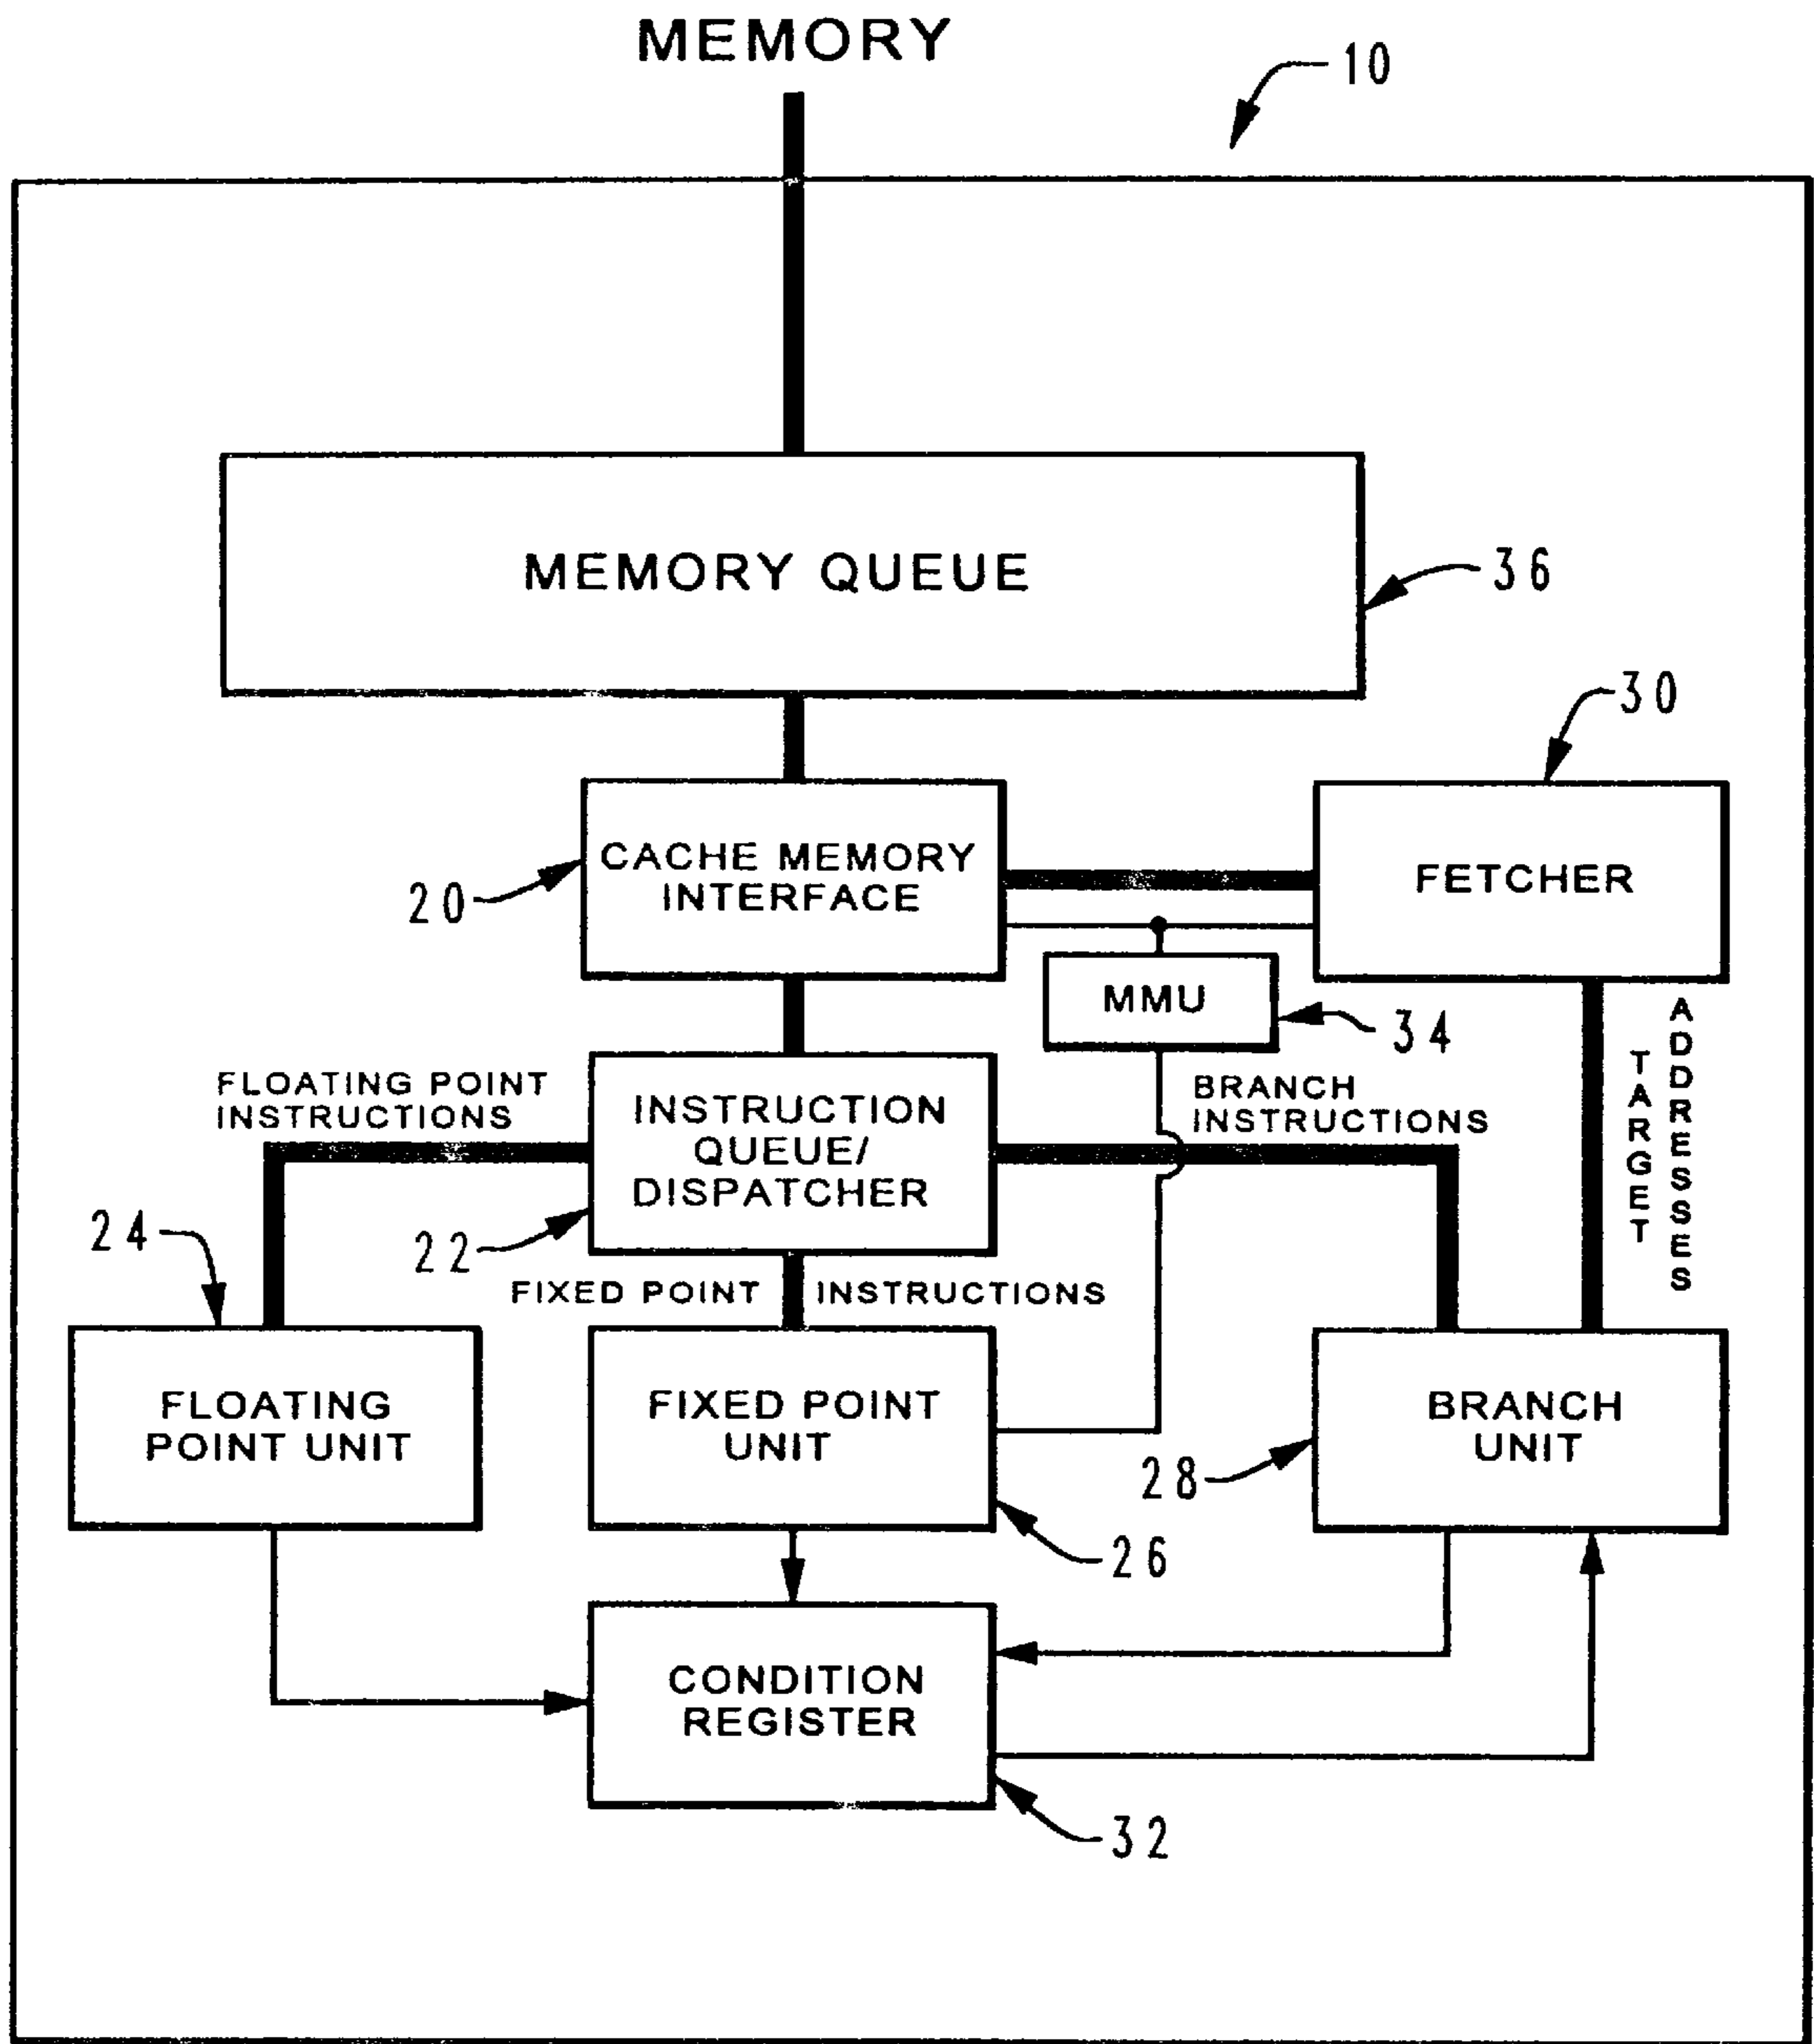 MEMORY
10
MEMORY QUEUE
36
30
CACHE MEMORY
INTERFACE
20
FETCHER
MMU
34
FLOATING POINT
INSTRUCTIONS
INSTRUCTION
QUEUE/
DISPATCHER
22
BRANCH
INSTRUCTIONS
TARGET
ADDRESSES
24
FIXED POINT INSTRUCTIONS
FLOATING
POINT UNIT
FIXED POINT
UNIT
26
BRANCH
UNIT
28
CONDITION
REGISTER
32